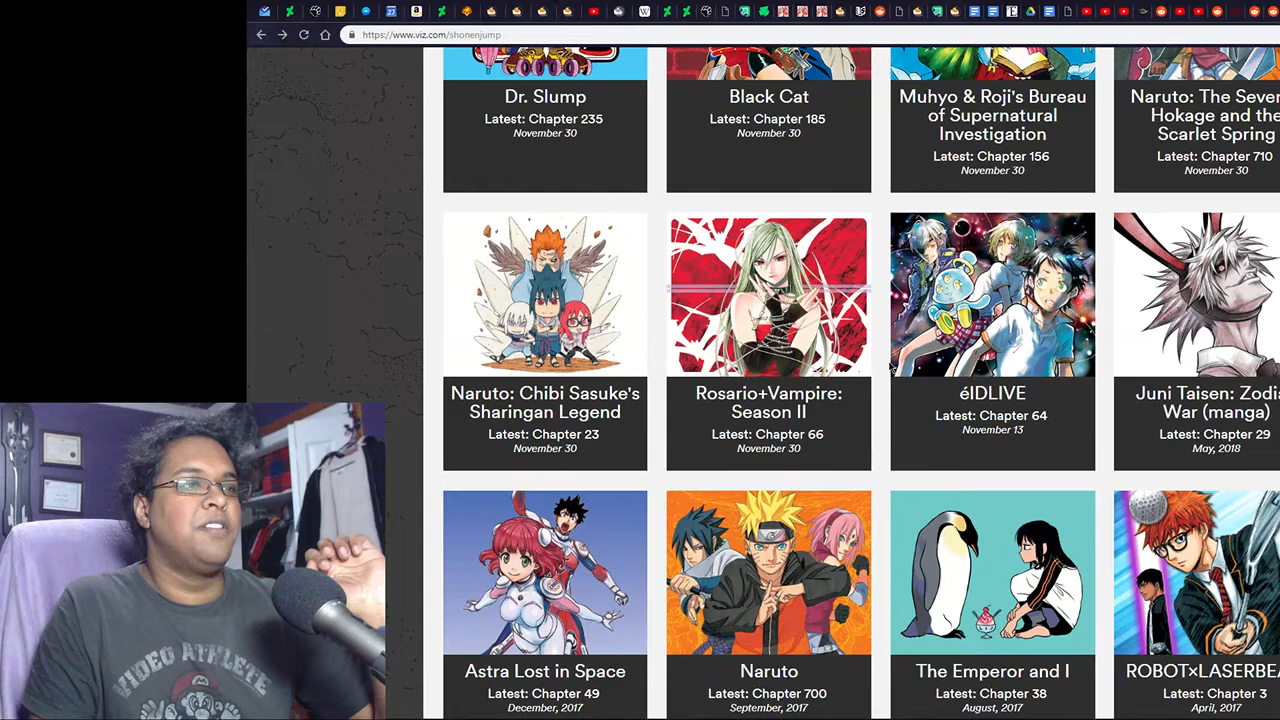 https://www.viz.com/shonenjump
Dr. Slump
Latest: Chapter 235
November 30
Black Cat
Latest: Chapter 185
November 30
Muhyo & Roji's Bureau
of Supernatural
Investigation
Latest: Chapter 156
November 30
Naruto: The Seve
Hokage and the
Scarlet Spring
Latest: Chapter 710
November 30
Naruto: Chibi Sasuke's
Sharingan Legend
Latest: Chapter 23
November 30
Rosario+Vampire:
Season II
Latest: Chapter 66
November 30
élDLIVE
Latest: Chapter 64
November 13
Juni Taisen: Zodi
War (manga)
Latest: Chapter 29
May, 2018
Astra Lost in Space
Latest: Chapter 49
December, 2017
Naruto
Latest: Chapter 700
September, 2017
The Emperor and I
Latest: Chapter 38
August, 2017
ROBOT×LASERBE
Latest: Chapter 3
April, 2017
VIDEO ATHLETE